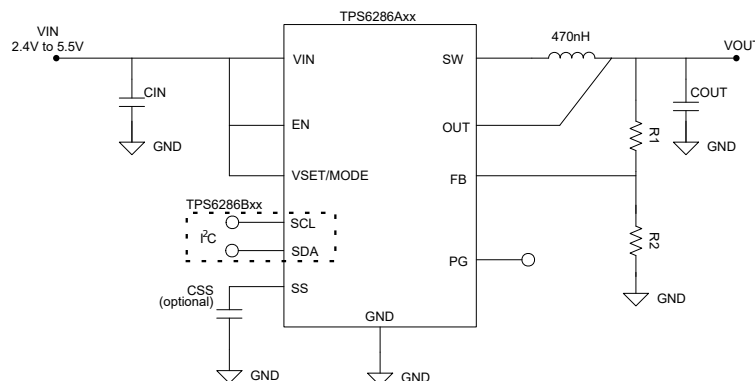 TPS6286Axx
VIN
2.4V to 5.5V
470nH
VOUT
VIN
SW
CIN
COUT
GND
GND
EN
OUT
R1
VSET/MODE
FB
TPS6286Bxx
SCL
I²C
SDA
R2
PG
CSS
(optional)
SS
GND
GND
GND
GND